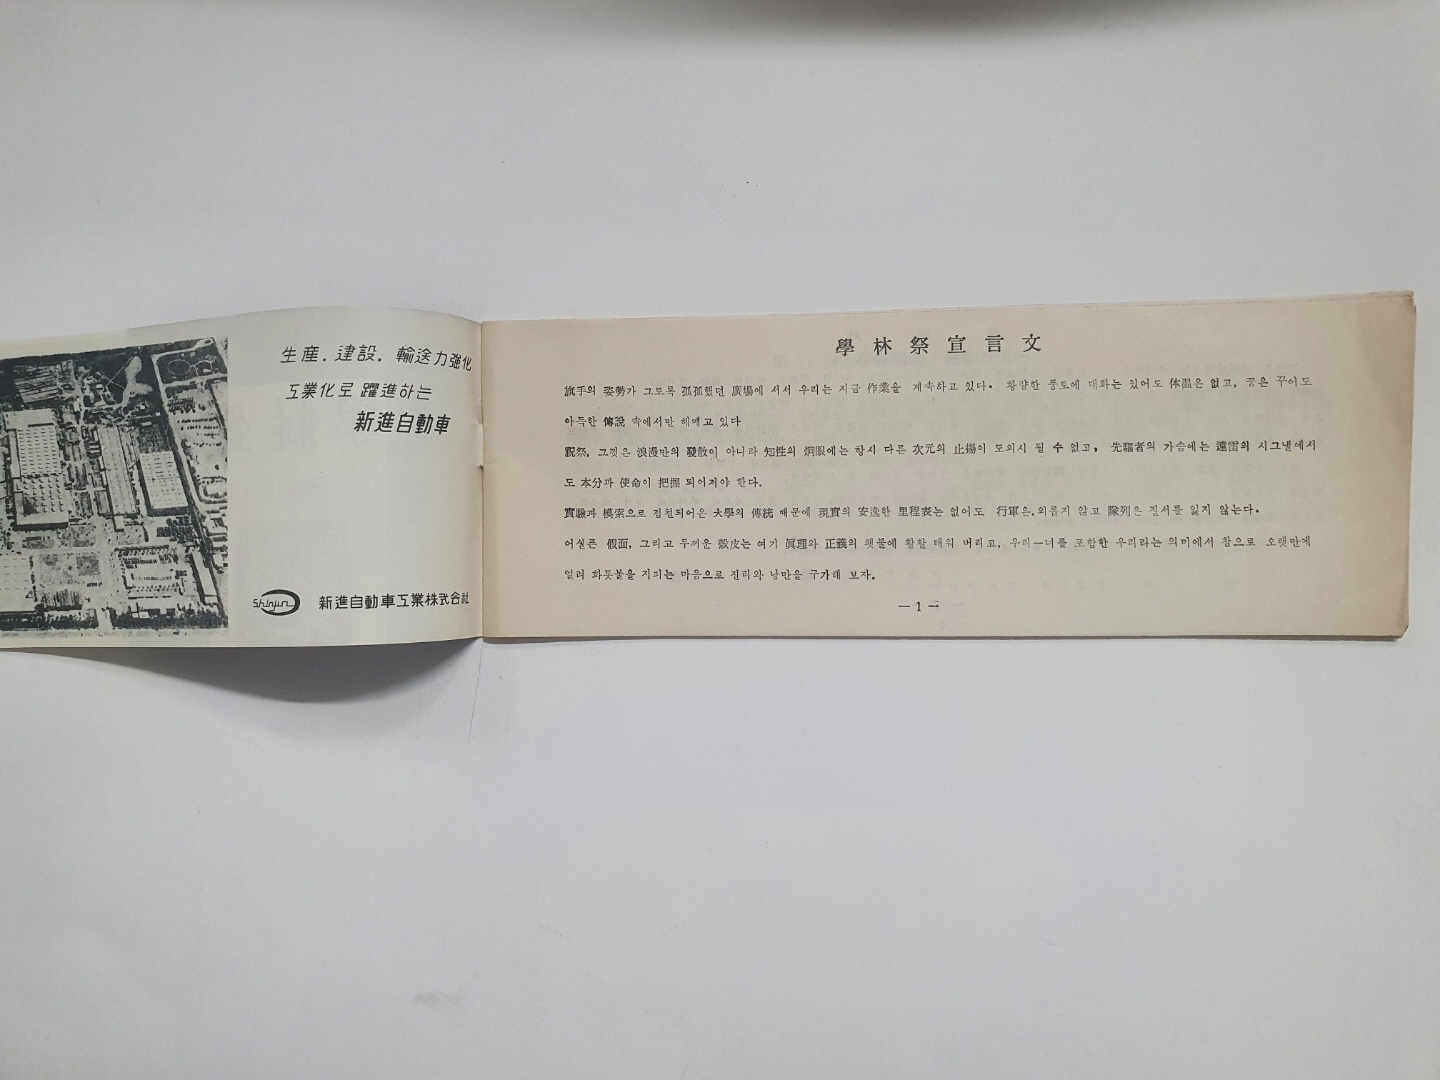 生産. 建設. 輸送力強化
工業化로 躍進하는
新進自動車
Shinjin
新進自動車工業株式会社
學林祭宣言文
旗手의 姿勢가 그토록 孤孤했던 廣場에 서서 우리는 지금 作業을 계속하고 있다. 황량한 풍토에 대화는 있어도 体温은 없고, 꿈은 꾸어도
아득한 傳說 속에서만 헤매고 있다
祝祭, 그것은 浪漫만의 發散이 아니라 知性의 炯眼에는 항시 다른 次元의 止揚이 도외시 될 수 없고, 先驅者의 가슴에는 遠雷의 시그널에서
도 本分과 使命이 把握 되어져야 한다.
實驗과 模索으로 점철되어온 大學의 傳統 때문에 現實의 安逸한 里程表는 없어도 行軍은 외롭지 않고 隊列은 질서를 잃지 않는다.
어설픈 假面, 그리고 두꺼운 殼皮는 여기 眞理와 正義의 횃불에 활활 태워 버리고, 우리—너를 포함한 우리라는 의미에서 참으로 오랫만에
얼려 화톳불을 지피는 마음으로 진리와 낭만을 구가해 보자.
— 1 —